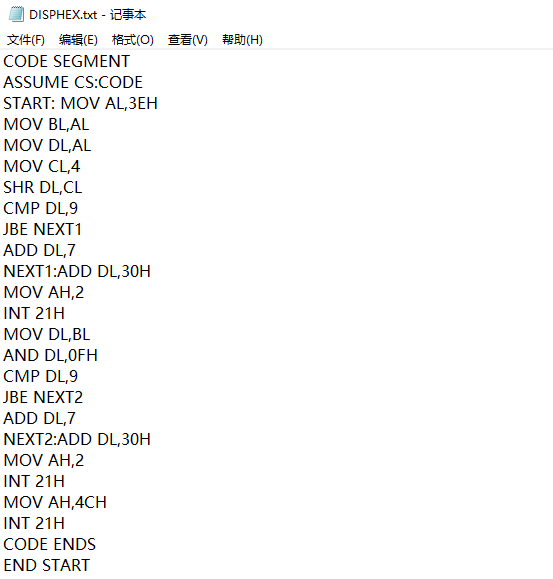 DISPHEX.txt - 记事本
文件(F) 编辑(E) 格式(O) 查看(V) 帮助(H)
CODE SEGMENT
ASSUME CS:CODE
START: MOV AL,3EH
MOV BL,AL
MOV DL,AL
MOV CL,4
SHR DL,CL
CMP DL,9
JBE NEXT1
ADD DL,7
NEXT1:ADD DL,30H
MOV AH,2
INT 21H
MOV DL,BL
AND DL,0FH
CMP DL,9
JBE NEXT2
ADD DL,7
NEXT2:ADD DL,30H
MOV AH,2
INT 21H
MOV AH,4CH
INT 21H
CODE ENDS
END START